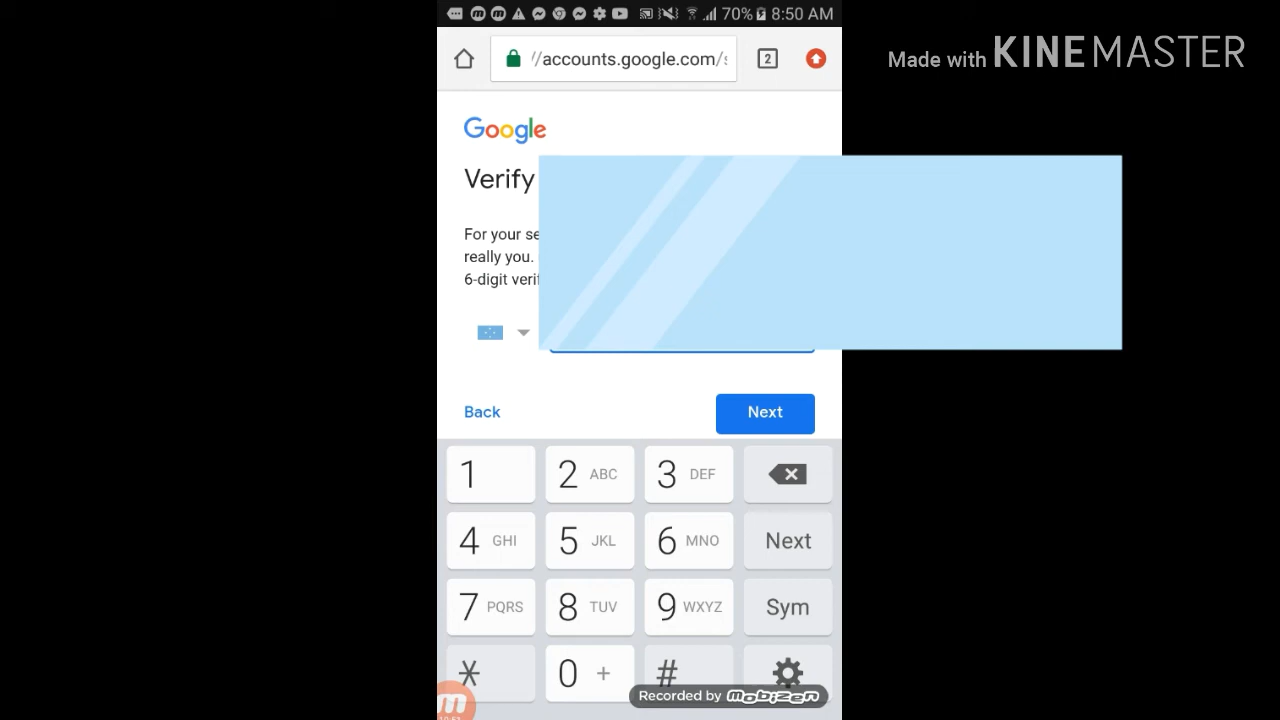 70% 8:50 AM
//accounts.google.com/s
2
Made with KINEMASTER
Google
Verify
For your se
really you.
6-digit verif
Back
Next
1
2 ABC
3 DEF
4 GHI
5 JKL
6 MNO
Next
7 PQRS
8 TUV
9 WXYZ
Sym
*
0 +
#
Recorded by mobizen